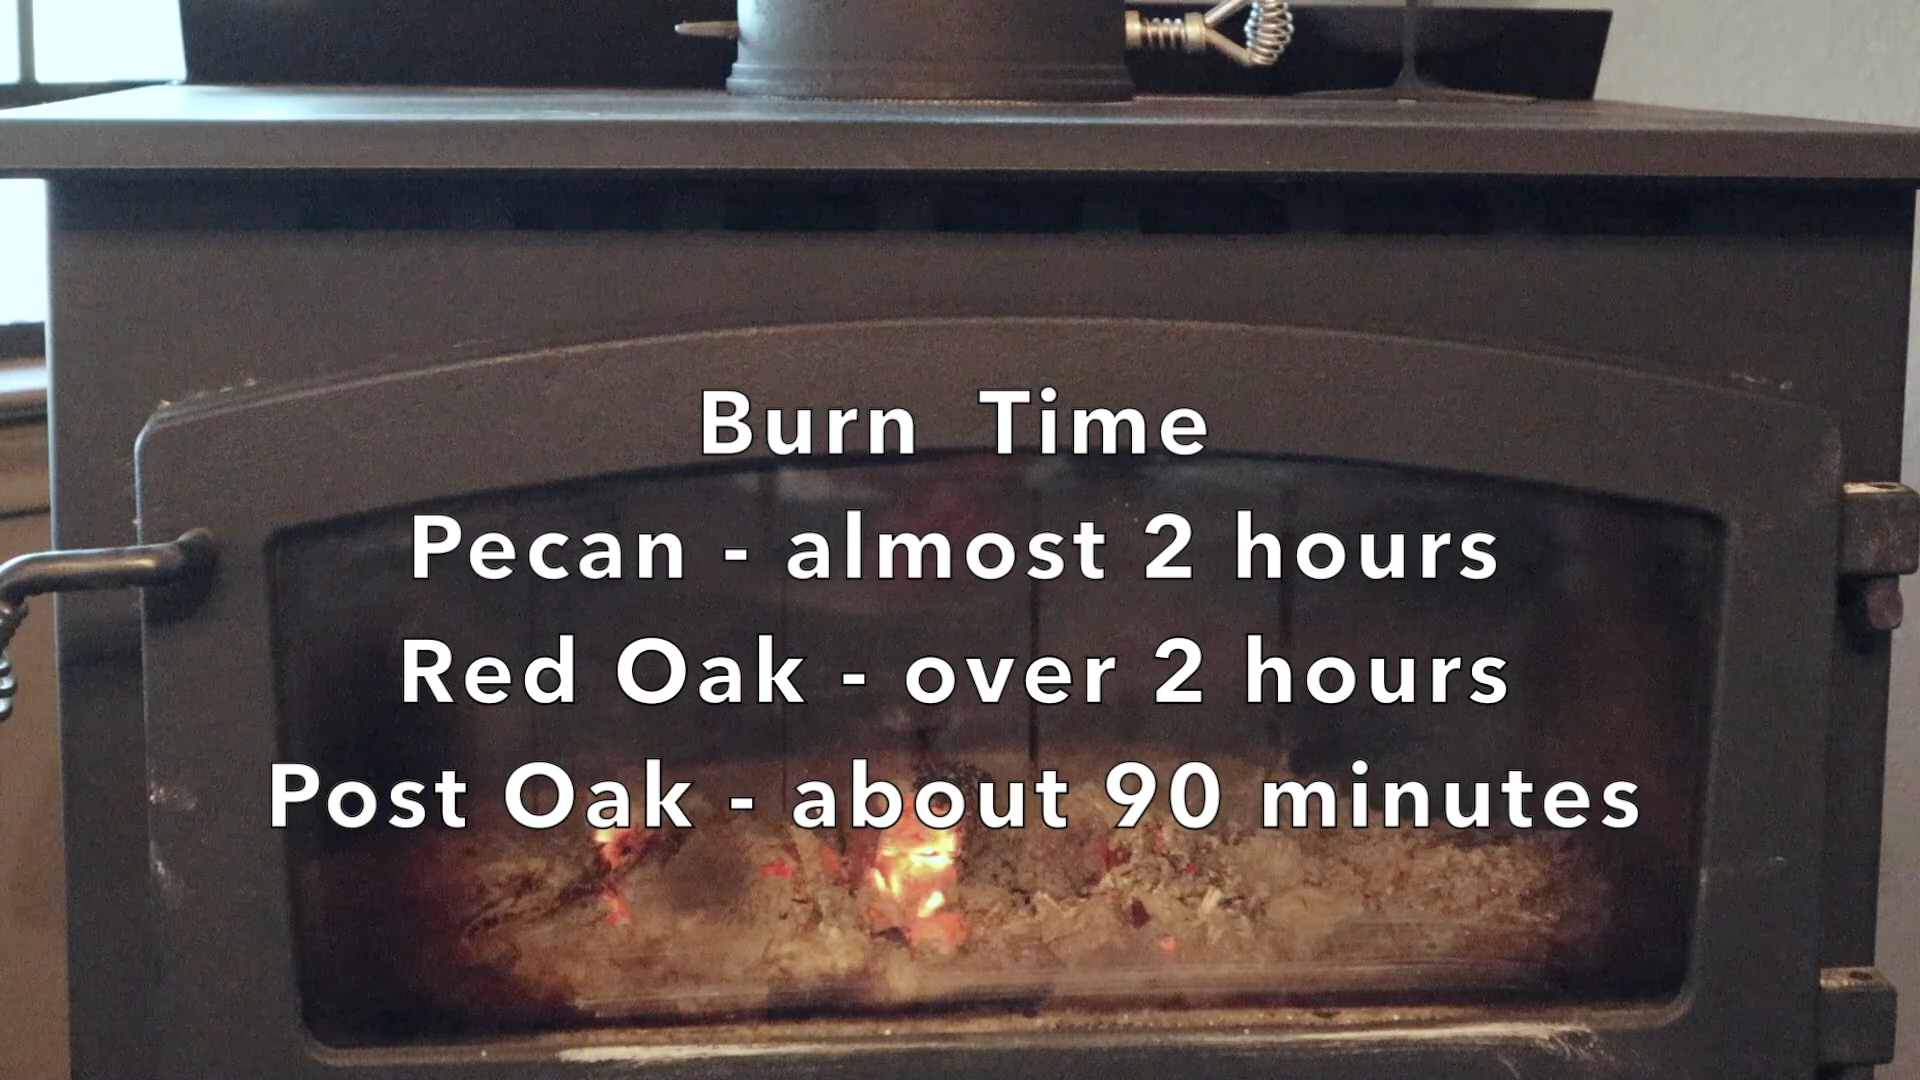 Burn Time
Pecan - almost 2 hours
Red Oak - over 2 hours
Post Oak - about 90 minutes